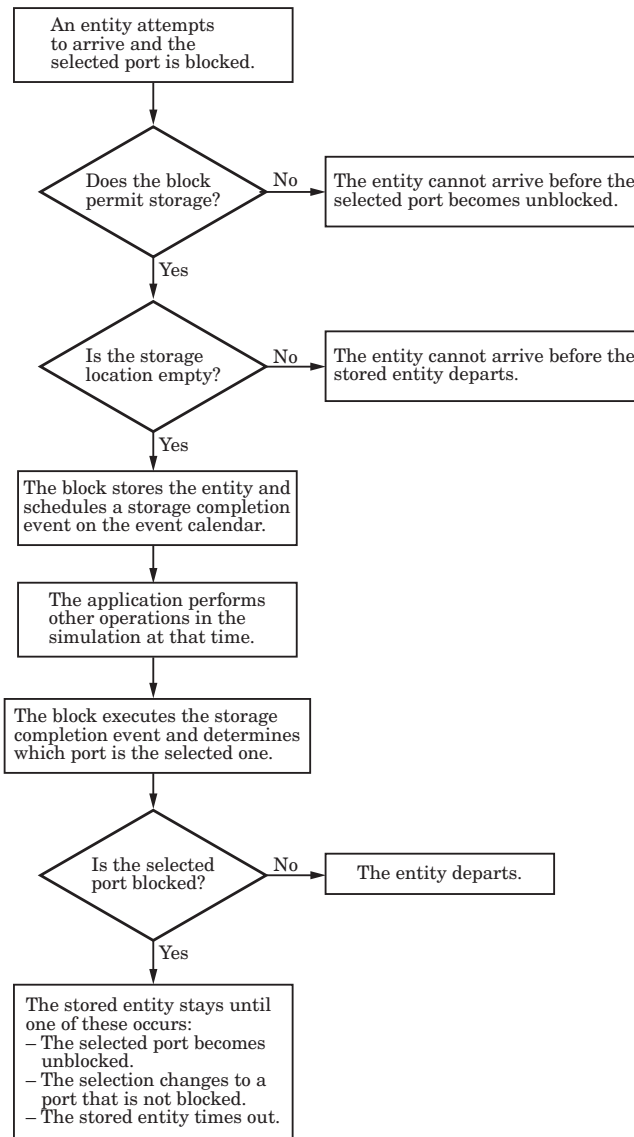 An entity attempts
to arrive and the
selected port is blocked.
Does the block
permit storage?
No
The entity cannot arrive before the
selected port becomes unblocked.
Yes
Is the storage
location empty?
No
The entity cannot arrive before the
stored entity departs.
Yes
The block stores the entity and
schedules a storage completion
event on the event calendar.
The application performs
other operations in the
simulation at that time.
The block executes the storage
completion event and determines
which port is the selected one.
Is the selected
port blocked?
No
The entity departs.
Yes
The stored entity stays until
one of these occurs:
– The selected port becomes
unblocked.
– The selection changes to a
port that is not blocked.
– The stored entity times out.